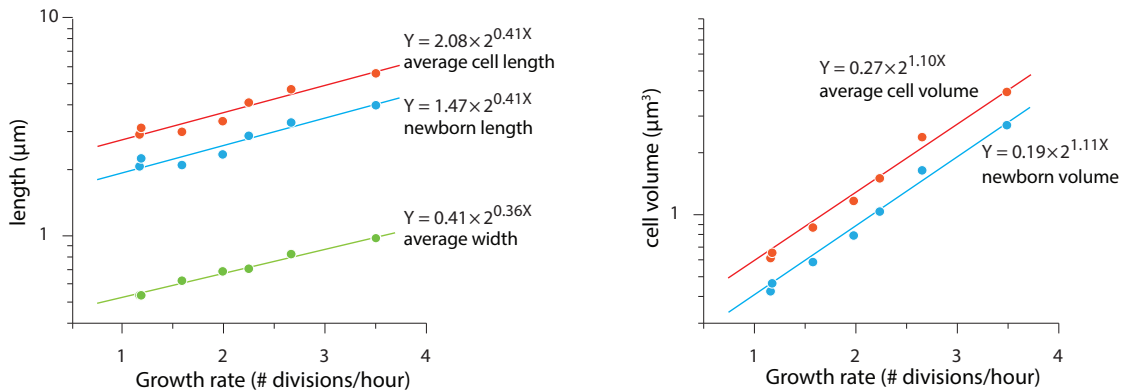 10
1
length (μm)
Y = 2.08×2^0.41X
average cell length
Y = 1.47×2^0.41X
newborn length
Y = 0.41×2^0.36X
average width
1 2 3 4
Growth rate (# divisions/hour)
cell volume (μm³)
1
Y = 0.27×2^1.10X
average cell volume
Y = 0.19×2^1.11X
newborn volume
1 2 3 4
Growth rate (# divisions/hour)